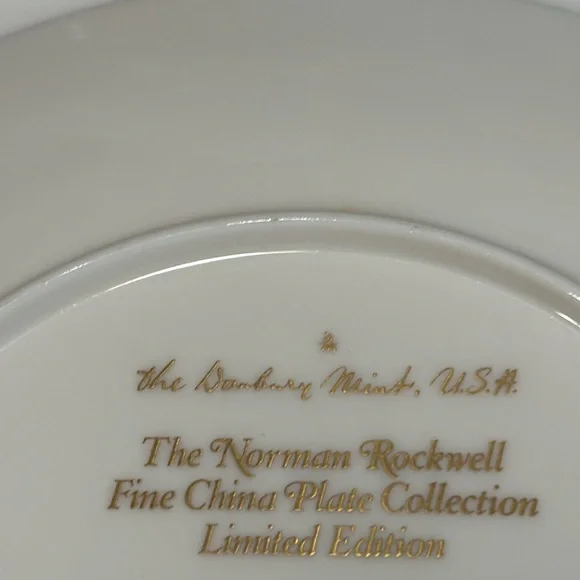 the Danbury Mint, U.S.A.
The Norman Rockwell
Fine China Plate Collection
Limited Edition